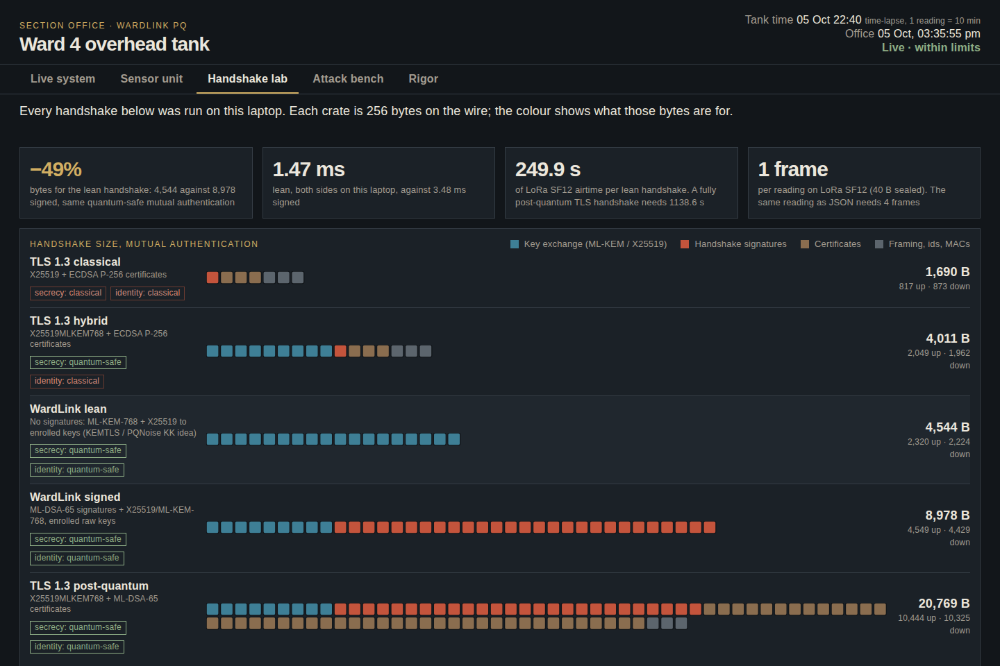 SECTION OFFICE · WARDLINK PQ
Ward 4 overhead tank
Tank time 05 Oct 22:40 time-lapse, 1 reading = 10 min
Office 05 Oct, 03:35:55 pm
Live · within limits
Live system
Sensor unit
Handshake lab
Attack bench
Rigor
Every handshake below was run on this laptop. Each crate is 256 bytes on the wire; the colour shows what those bytes are for.
−49%
bytes for the lean handshake: 4,544 against 8,978
signed, same quantum-safe mutual authentication
1.47 ms
lean, both sides on this laptop, against 3.48 ms
signed
249.9 s
of LoRa SF12 airtime per lean handshake. A fully
post-quantum TLS handshake needs 1138.6 s
1 frame
per reading on LoRa SF12 (40 B sealed). The
same reading as JSON needs 4 frames
HANDSHAKE SIZE, MUTUAL AUTHENTICATION
Key exchange (ML-KEM / X25519)
Handshake signatures
Certificates
Framing, ids, MACs
TLS 1.3 classical
X25519 + ECDSA P-256 certificates
secrecy: classical
identity: classical
1,690 B
817 up · 873 down
TLS 1.3 hybrid
X25519MLKEM768 + ECDSA P-256
certificates
secrecy: quantum-safe
identity: classical
4,011 B
2,049 up · 1,962
down
WardLink lean
No signatures: ML-KEM-768 + X25519 to
enrolled keys (KEMTLS / PQNoise KK idea)
secrecy: quantum-safe
identity: quantum-safe
4,544 B
2,320 up · 2,224
down
WardLink signed
ML-DSA-65 signatures + X25519/ML-KEM-
768, enrolled raw keys
secrecy: quantum-safe
identity: quantum-safe
8,978 B
4,549 up · 4,429
down
TLS 1.3 post-quantum
X25519MLKEM768 + ML-DSA-65
certificates
secrecy: quantum-safe
identity: quantum-safe
20,769 B
10,444 up · 10,325
down